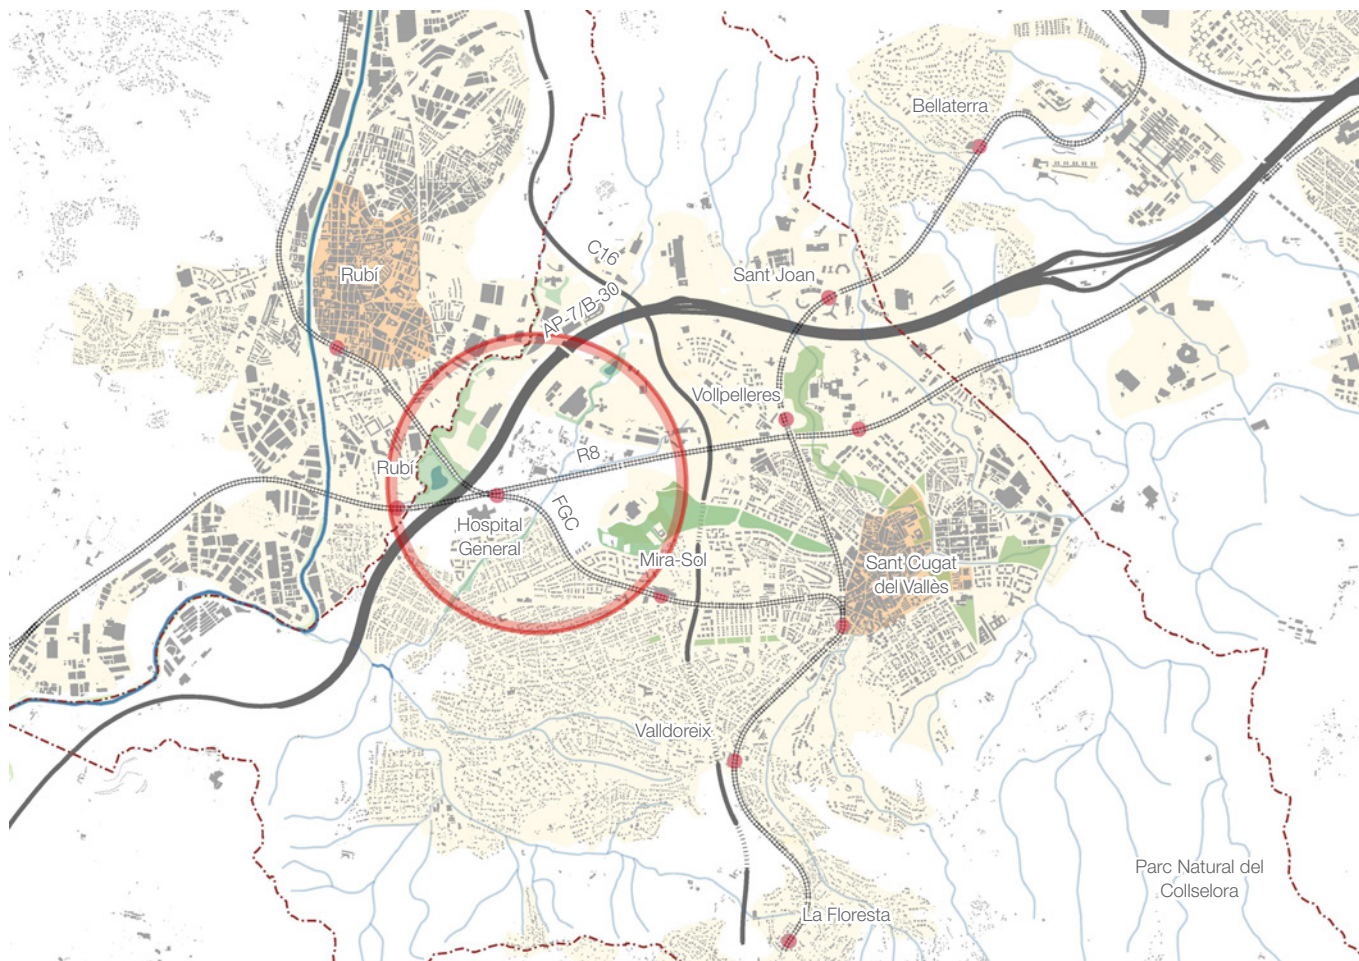 Bellaterra
C16
Rubí
Sant Joan
AP-7/B-30
Vollpelleres
R8
Rubí
FGC
Hospital
General
Mira-Sol
Sant Cugat
del Vallès
Valldoreix
Parc Natural del
Collselora
La Floresta